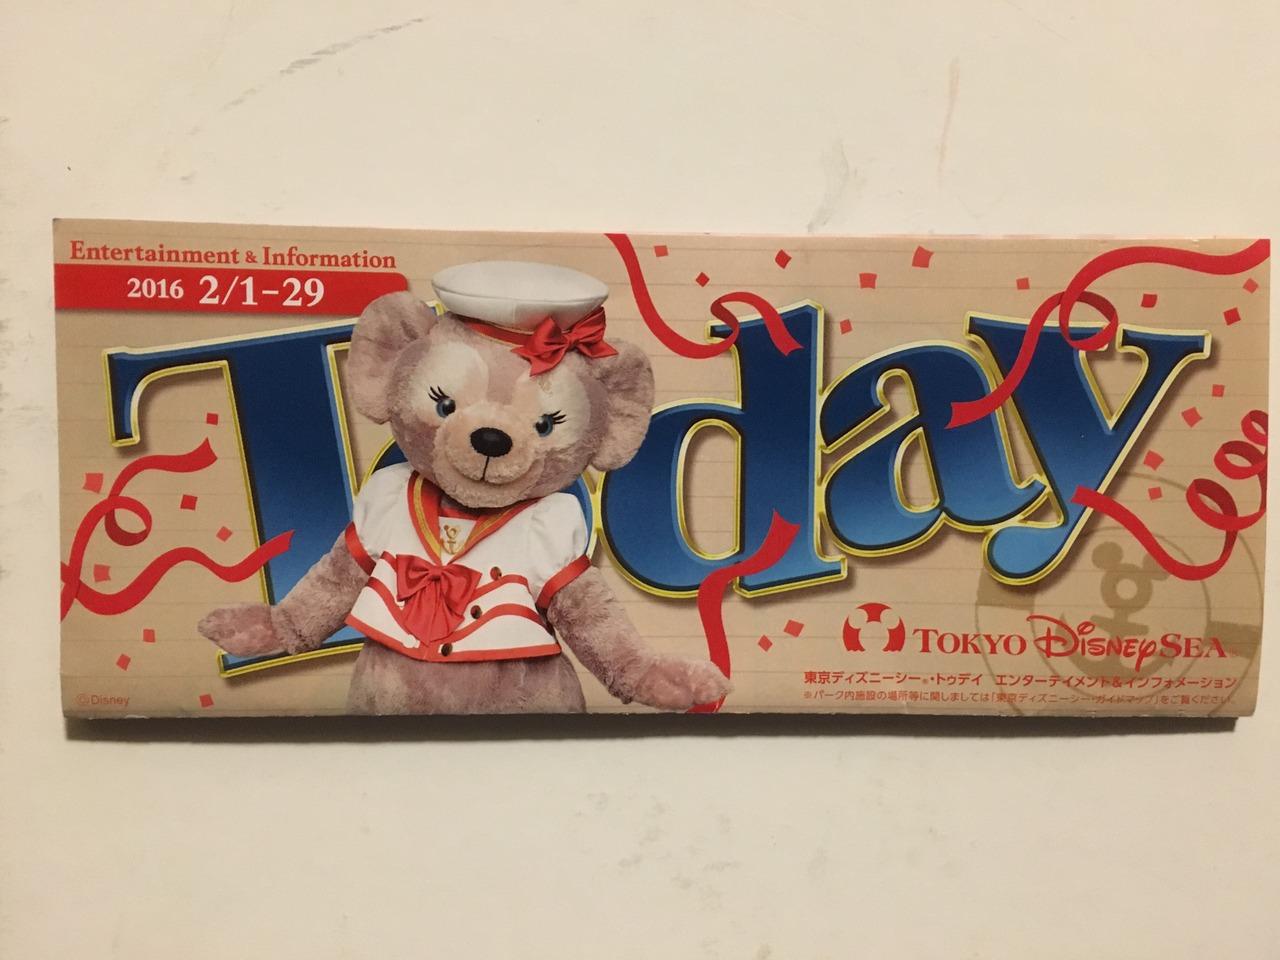 Entertainment & Information
2016 2/1-29
Today
TOKYO DISNEYSEA
東京ディズニーシー®・トゥデイ エンターテイメント&インフォメーション
※パーク内施設の場所等に関しましては「東京ディズニーシー・ガイドマップ」をご覧ください。
©Disney